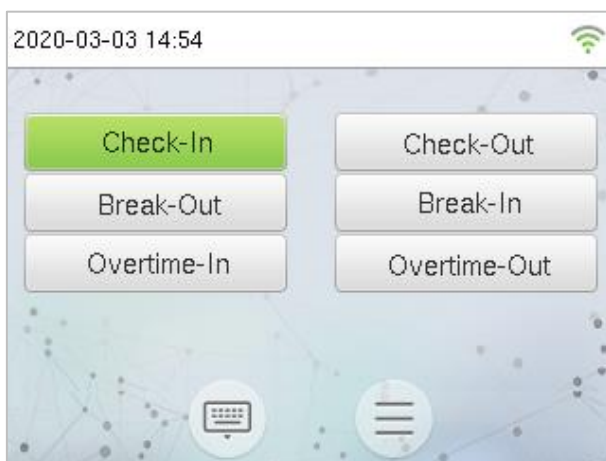 2020-03-03 14:54
Check-In
Check-Out
Break-Out
Break-In
Overtime-In
Overtime-Out